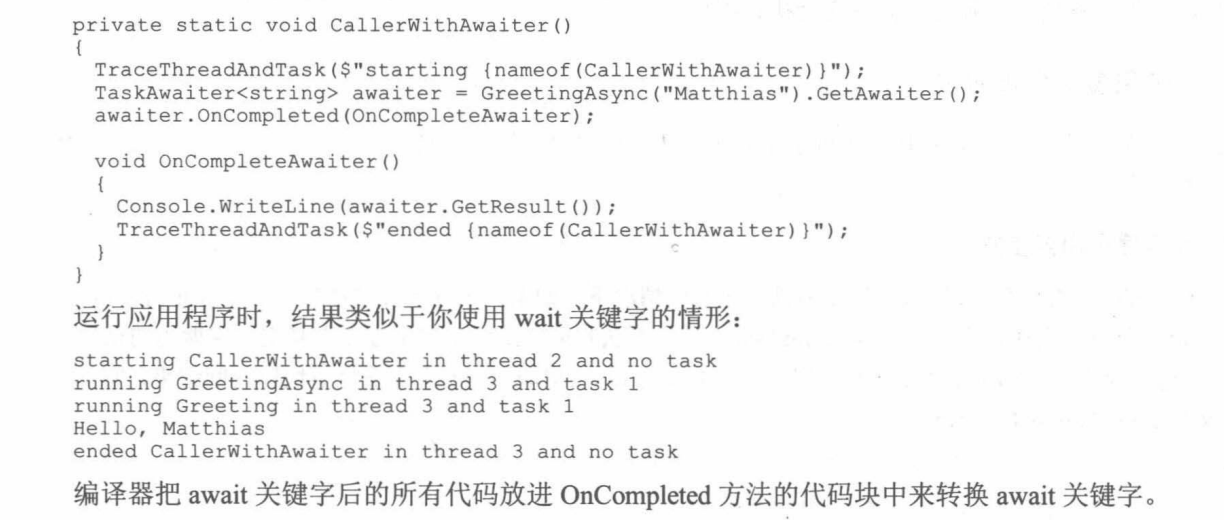 private static void CallerWithAwaiter()
{
  TraceThreadAndTask($"starting {nameof(CallerWithAwaiter)}");
  TaskAwaiter<string> awaiter = GreetingAsync("Matthias").GetAwaiter();
  awaiter.OnCompleted(OnCompleteAwaiter);

  void OnCompleteAwaiter()
  {
    Console.WriteLine(awaiter.GetResult());
    TraceThreadAndTask($"ended {nameof(CallerWithAwaiter)}");
  }
}
运行应用程序时，结果类似于你使用 wait 关键字的情形：
starting CallerWithAwaiter in thread 2 and no task
running GreetingAsync in thread 3 and task 1
running Greeting in thread 3 and task 1
Hello, Matthias
ended CallerWithAwaiter in thread 3 and no task
编译器把 await 关键字后的所有代码放进 OnCompleted 方法的代码块中来转换 await 关键字。